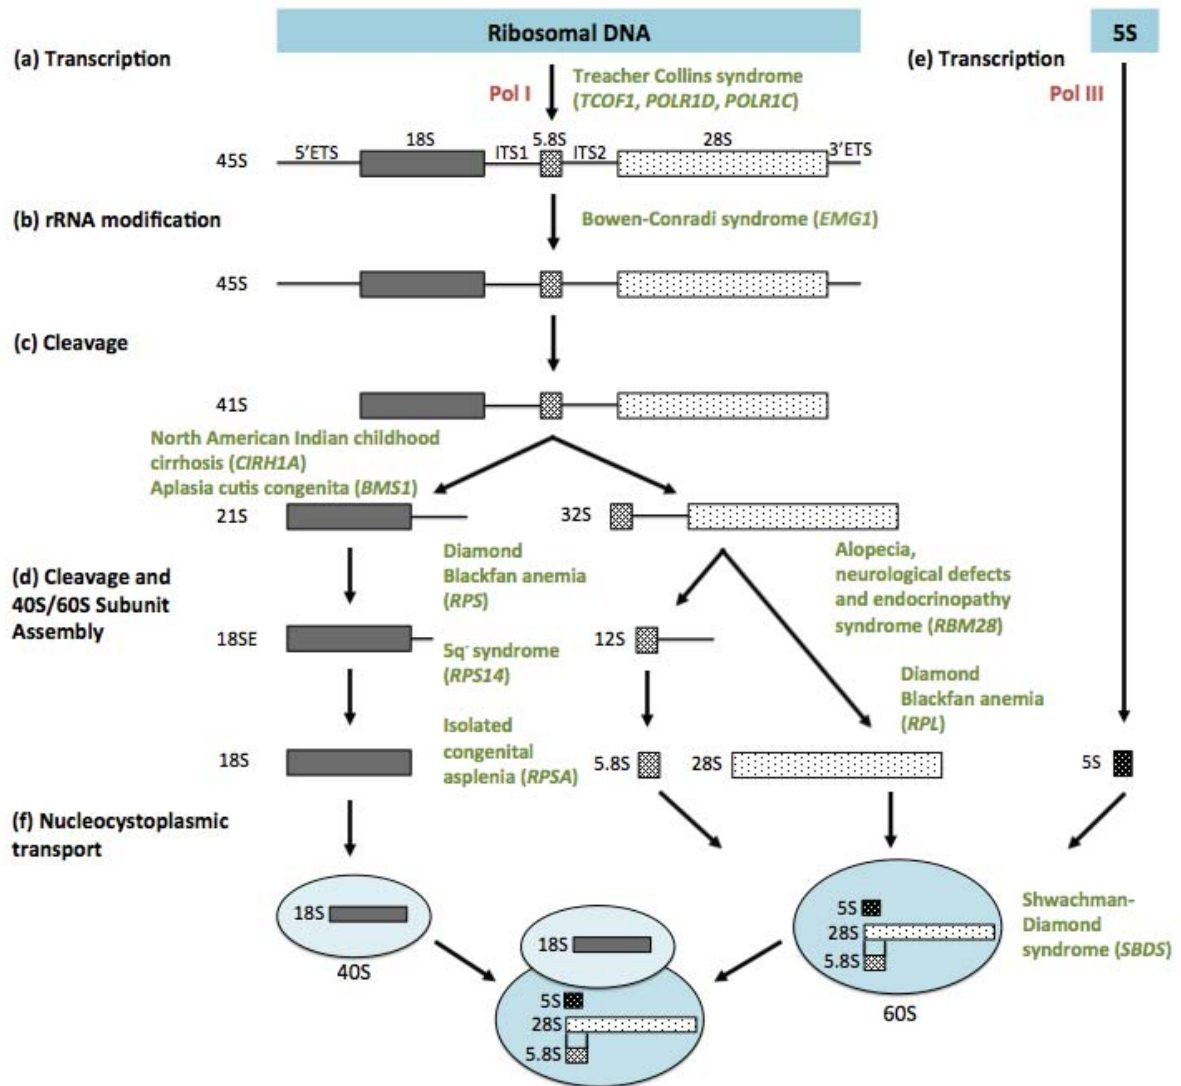 Ribosomal DNA
5S
(a) Transcription
(e) Transcription
Pol I
Treacher Collins syndrome
(TCOF1, POLR1D, POLR1C)
Pol III
45S
5'ETS
18S
ITS1
5.8S
ITS2
28S
3'ETS
(b) rRNA modification
Bowen-Conradi syndrome (EMG1)
45S
(c) Cleavage
41S
North American Indian childhood
cirrhosis (CIRH1A)
Aplasia cutis congenita (BMS1)
21S
32S
(d) Cleavage and
40S/60S Subunit
Assembly
Diamond
Blackfan anemia
(RPS)
Alopecia,
neurological defects
and endocrinopathy
syndrome (RBM28)
18SE
12S
5q- syndrome
(RPS14)
Diamond
Blackfan anemia
(RPL)
Isolated
congenital
asplenia (RPSA)
18S
5.8S
28S
5S
(f) Nucleocystoplasmic
transport
18S
40S
5S
28S
5.8S
60S
Shwachman-
Diamond
syndrome (SBDS)
18S
5S
28S
5.8S